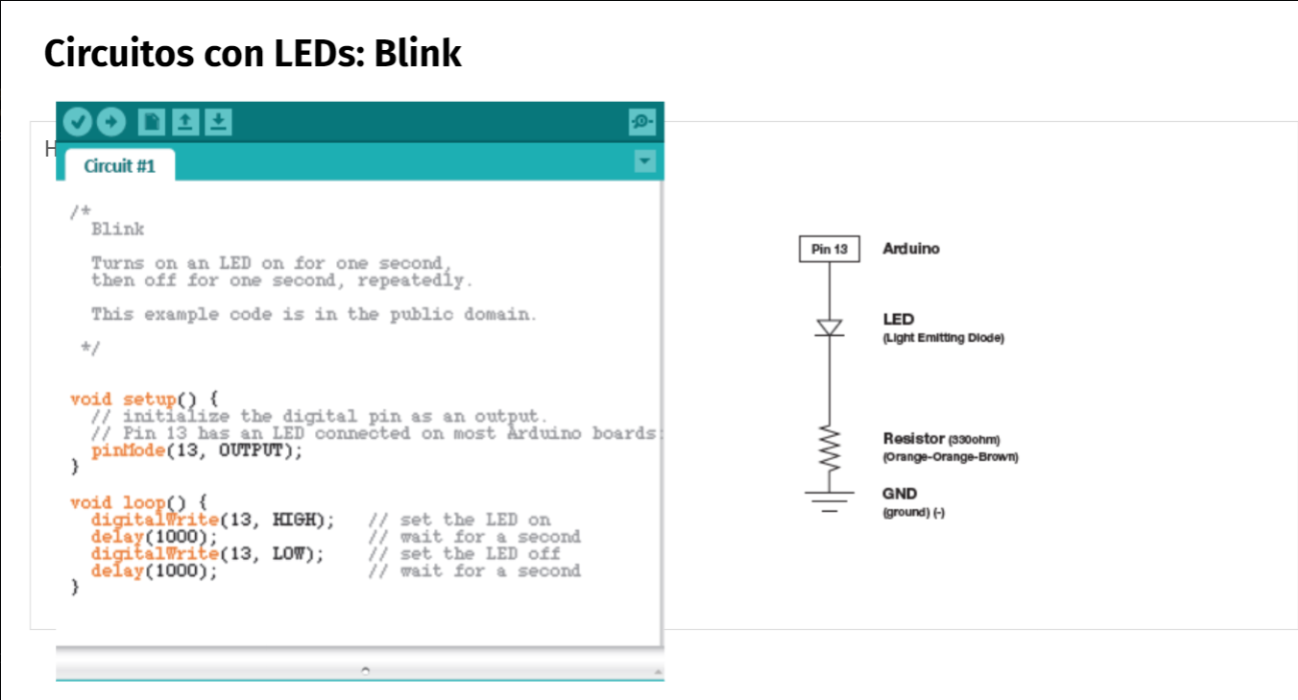 Circuitos con LEDs: Blink
H
Circuit #1
/*
Blink
Turns on an LED on for one second,
then off for one second, repeatedly.
This example code is in the public domain.
*/
void setup() {
// initialize the digital pin as an output.
// Pin 13 has an LED connected on most Arduino boards:
pinMode(13, OUTPUT);
}
void loop() {
digitalWrite(13, HIGH); // set the LED on
delay(1000); // wait for a second
digitalWrite(13, LOW); // set the LED off
delay(1000); // wait for a second
}
Pin 13 Arduino
LED
(Light Emitting Diode)
Resistor (330ohm)
(Orange-Orange-Brown)
GND
(ground) (-)